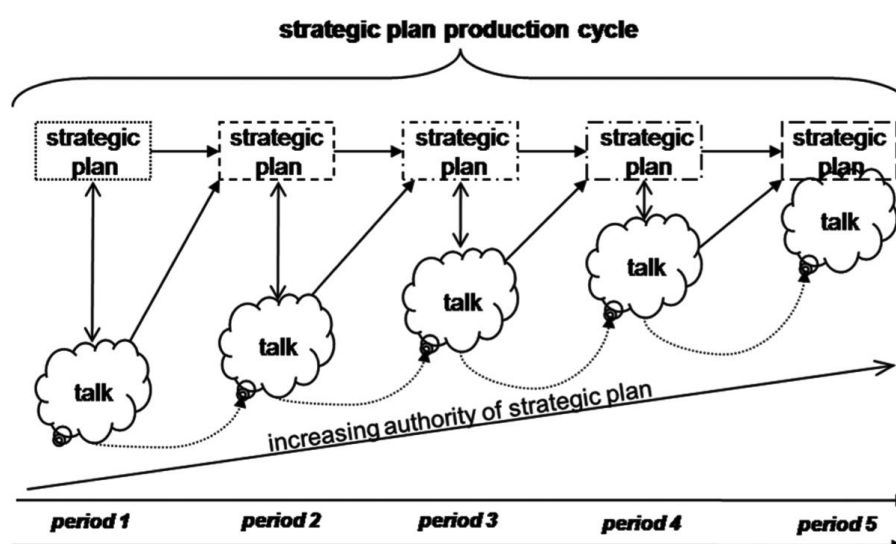 strategic plan production cycle
strategic
plan
strategic
plan
strategic
plan
strategic
plan
strategic
plan
talk
talk
talk
talk
talk
increasing authority of strategic plan
period 1
period 2
period 3
period 4
period 5